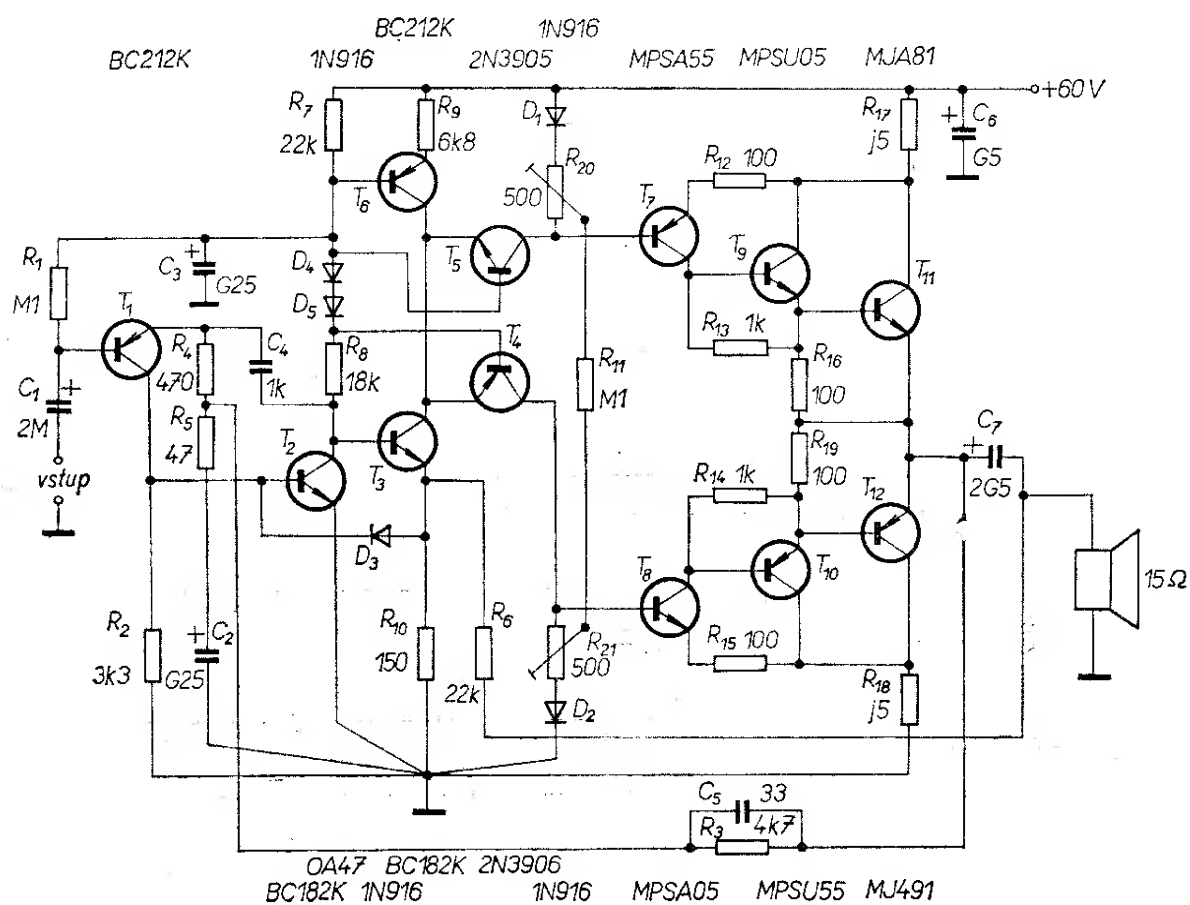 BC212K 1N916
BC212K 1N916 2N3905 MPSA55 MPSU05 MJA81
+60V
R7 22k
R9 6k8
D1
R17 j5
+ C6 G5
R20 500
R12 100
T6
T7
R1 M1
+ C3 G25
D4
T5
T9
T11
T1
D5
R13 1k
R4 470
C4 1k
R8 18k
T4
R11 M1
R16 100
C1 + 2M
R5 47
+ C7 2G5
T2
T3
R19 100
vstup
R14 1k
T12
D3
T8
T10
15Ω
R2 3k3
+ C2 G25
R10 150
R6 22k
R21 500
R15 100
D2
R18 j5
C5 33
R3 4k7
OA47 BC182K 2N3906
BC182K 1N916 1N916 MPSA05 MPSU55 MJ491